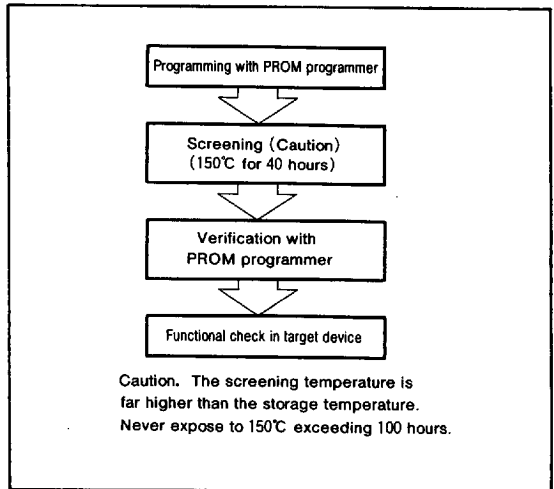 Programming with PROM programmer
Screening (Caution)
(150℃ for 40 hours)
Verification with
PROM programmer
Functional check in target device
Caution. The screening temperature is
far higher than the storage temperature.
Never expose to 150℃ exceeding 100 hours.